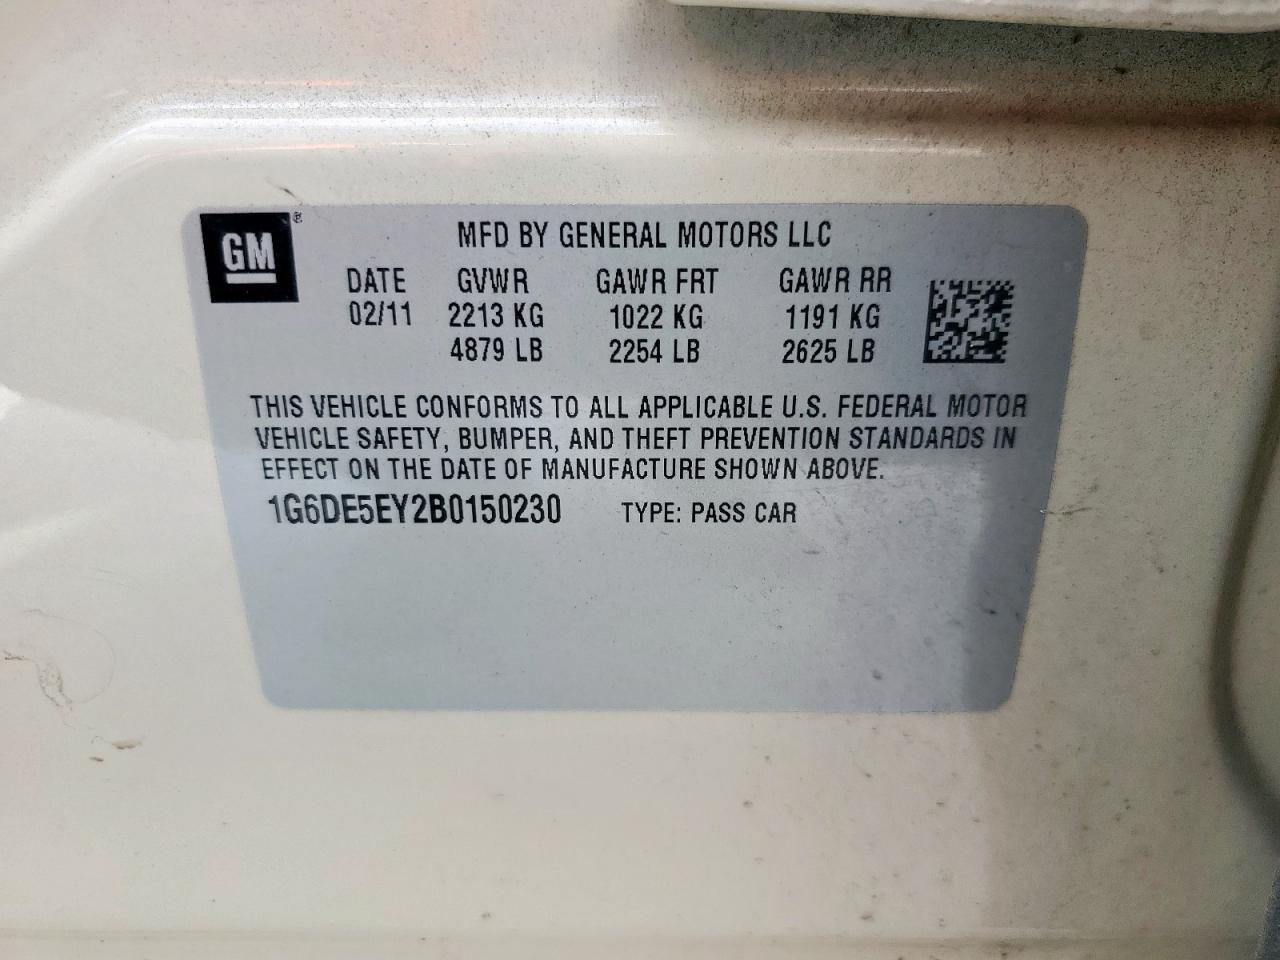 GM ®
MFD BY GENERAL MOTORS LLC
DATE GVWR GAWR FRT GAWR RR
02/11 2213 KG 1022 KG 1191 KG
4879 LB 2254 LB 2625 LB
THIS VEHICLE CONFORMS TO ALL APPLICABLE U.S. FEDERAL MOTOR
VEHICLE SAFETY, BUMPER, AND THEFT PREVENTION STANDARDS IN
EFFECT ON THE DATE OF MANUFACTURE SHOWN ABOVE.
1G6DE5EY2B0150230 TYPE: PASS CAR